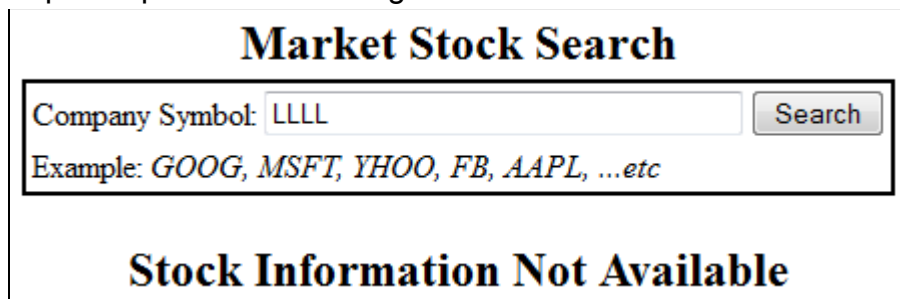 Market Stock Search
Company Symbol: LLLL Search
Example: GOOG, MSFT, YHOO, FB, AAPL, ...etc
Stock Information Not Available